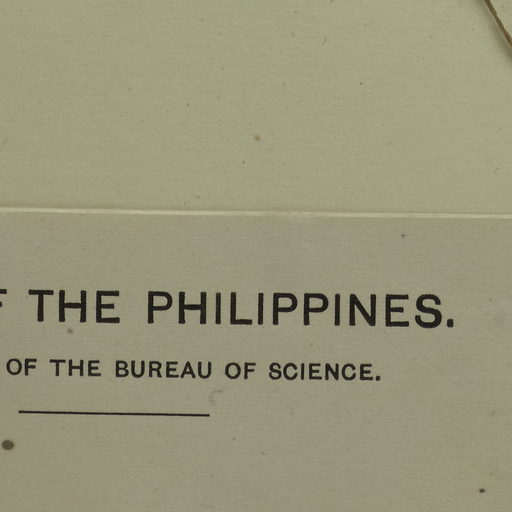 THE PHILIPPINES.
OF THE BUREAU OF SCIENCE.